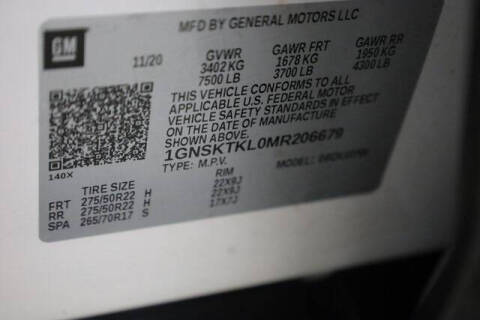 MFD BY GENERAL MOTORS LLC
GM
11/20 GVWR GAWR FRT GAWR RR
3402 KG 1678 KG 1950 KG
7500 LB 3700 LB 4300 LB
THIS VEHICLE CONFORMS TO ALL
APPLICABLE U.S. FEDERAL MOTOR
VEHICLE SAFETY STANDARDS IN EFFECT
ON THE DATE OF MANUFACTURE
SHOWN ABOVE.
1GNSKTKL0MR206679
140X TYPE: M.P.V. MODEL:
TIRE SIZE RIM
FRT 275/50R22 H 22X9J
RR 275/50R22 H 22X9J
SPA 265/70R17 S 17X7J